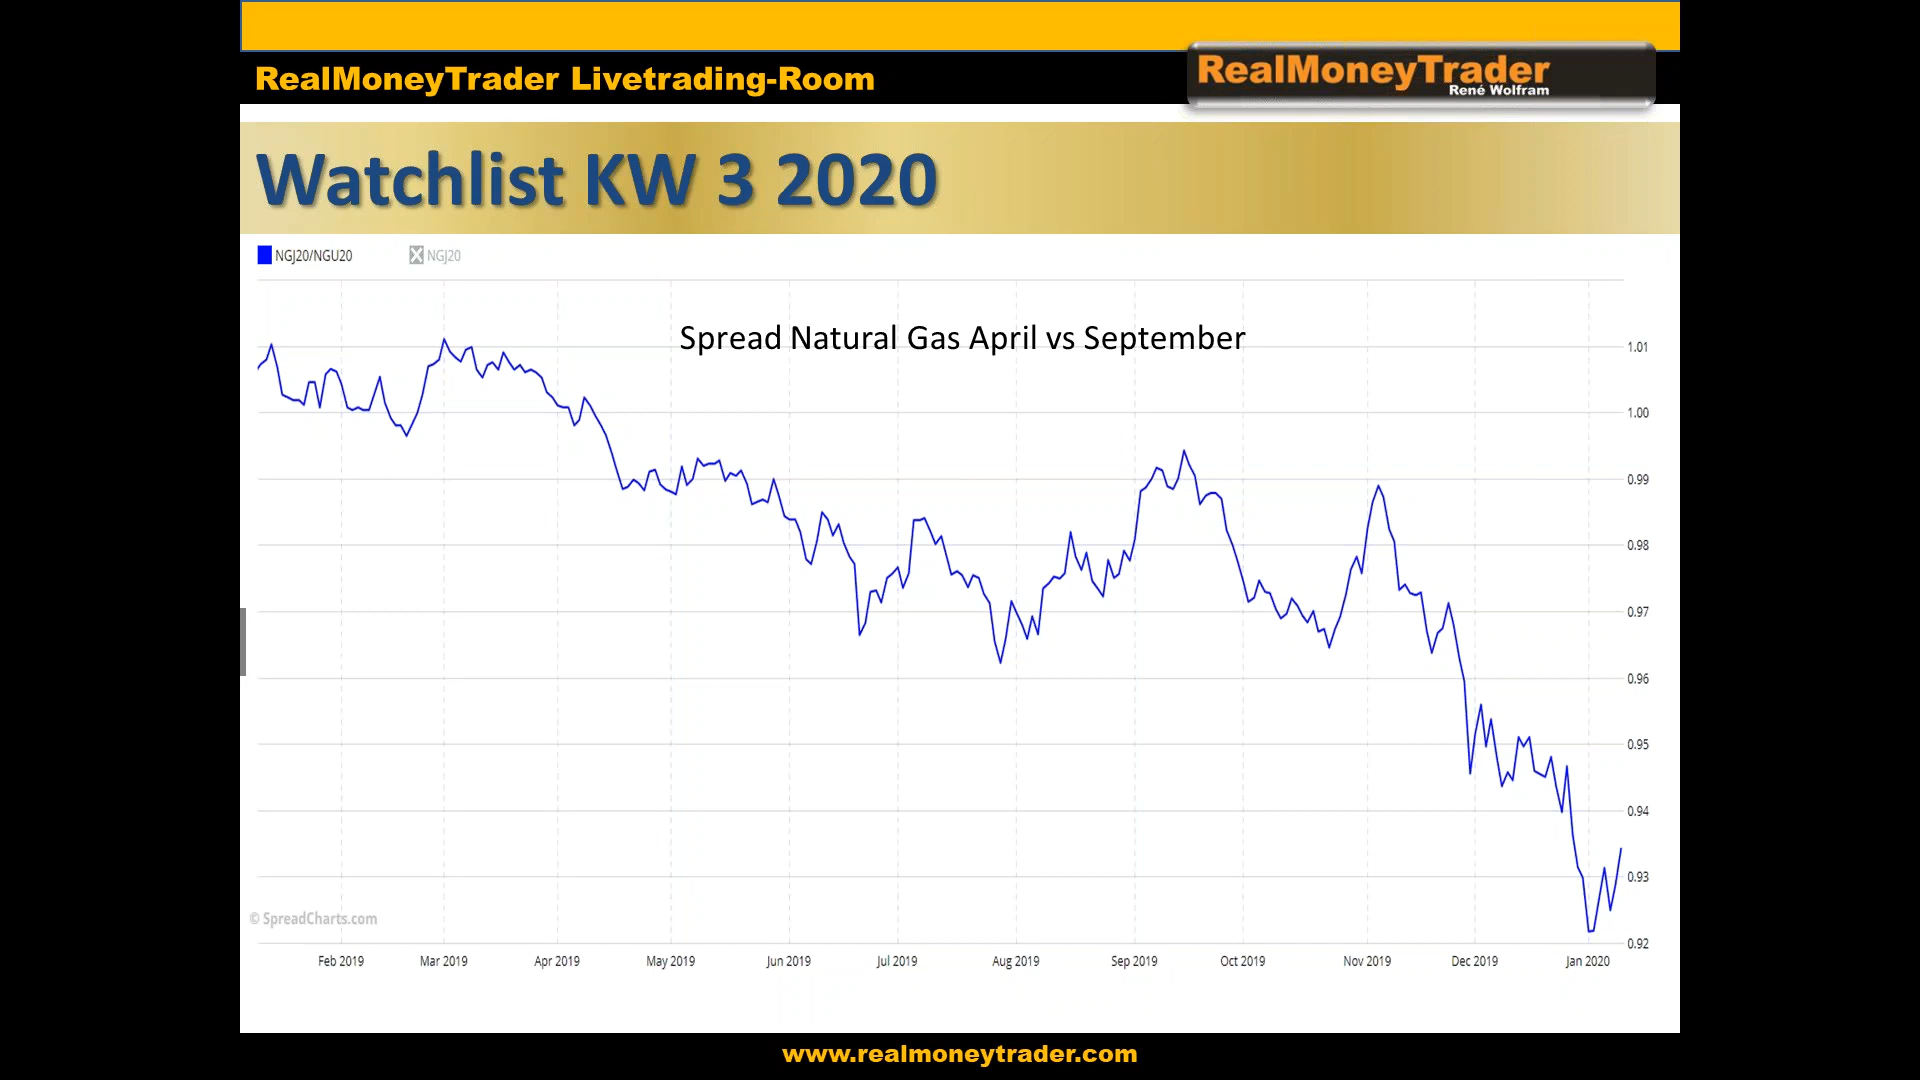 RealMoneyTrader Livetrading-Room
RealMoneyTrader
René Wolfram
Watchlist KW 3 2020
NGJ20/NGU20 NGJ20
Spread Natural Gas April vs September
1.01
1.00
0.99
0.98
0.97
0.96
0.95
0.94
0.93
0.92
© SpreadCharts.com
Feb 2019 Mar 2019 Apr 2019 May 2019 Jun 2019 Jul 2019 Aug 2019 Sep 2019 Oct 2019 Nov 2019 Dec 2019 Jan 2020
www.realmoneytrader.com